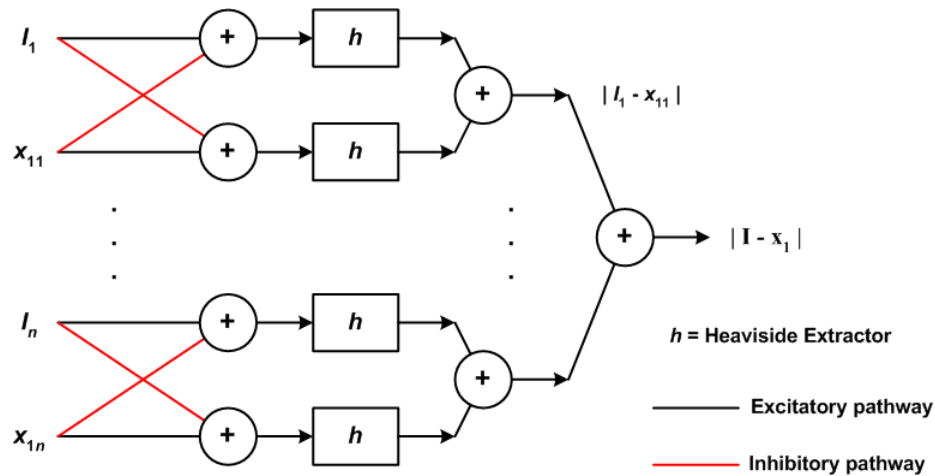 I₁
+
h
| I₁ - x₁₁ |
+
x₁₁
+
h
.
.
.
.
.
.
+
| I - x₁ |
Iₙ
+
h
h = Heaviside Extractor
+
Excitatory pathway
x₁ₙ
+
h
Inhibitory pathway